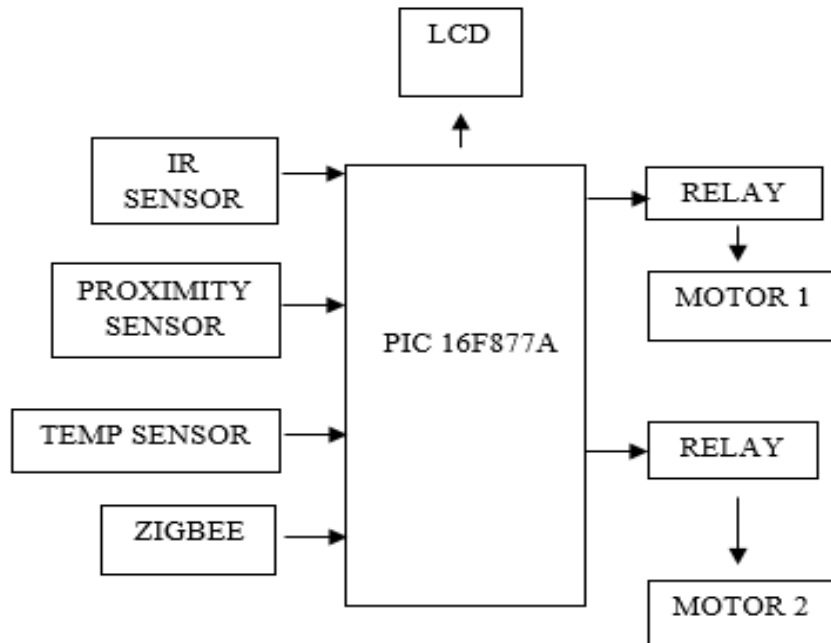 LCD
IR
SENSOR
PROXIMITY
SENSOR
TEMP SENSOR
ZIGBEE
PIC 16F877A
RELAY
MOTOR 1
RELAY
MOTOR 2